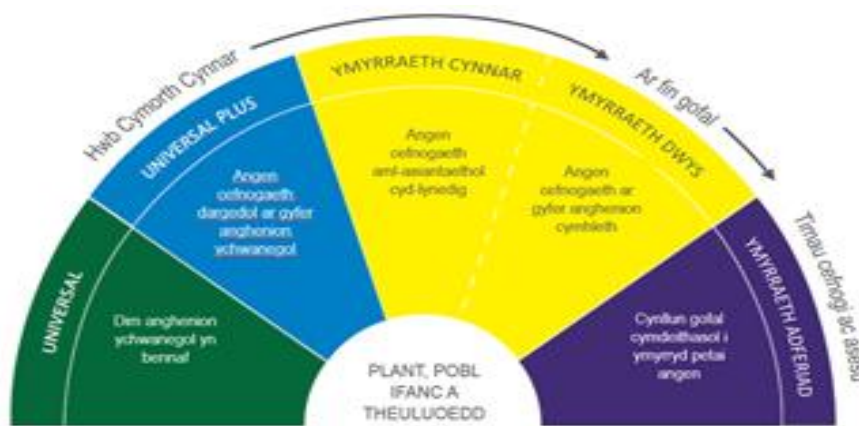 Hwb Cymorth Cynnar
Ar fin gofal
Timau cefnogi ac asesu
UNIVERSAL
UNIVERSAL PLUS
YMYRRAETH CYNNAR
YMYRRAETH DWYS
YMYRRAETH ADFERIAD
Dim anghenion
ychwanegol yn
bennaf
Angen
cefnogaeth
dargedol ar gyfer
anghenion
ychwanegol
Angen
cefnogaeth
aml-asiantaethol
cyd-lynedig
Angen
cefnogaeth ar
gyfer anghenion
cymhleth
Cynllun gofal
cymdeithasol i
ymyrryd petai
angen
PLANT, POBL
IFANC A
THEULUOEDD